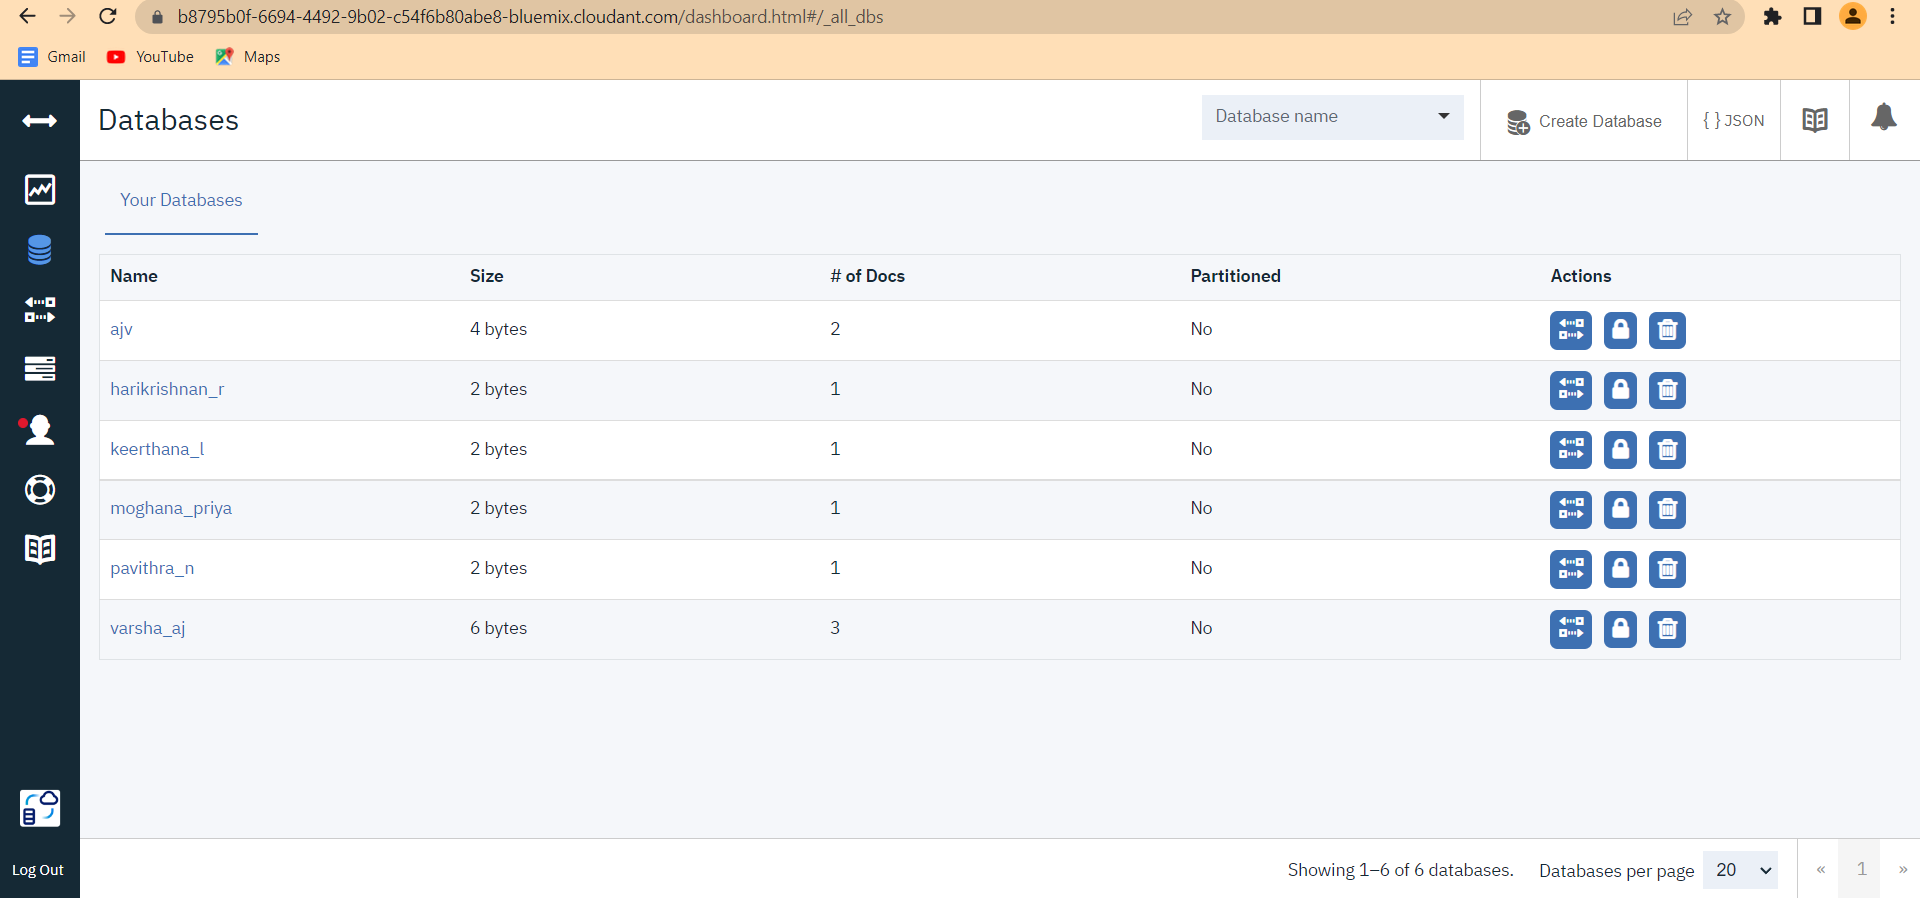 b8795b0f-6694-4492-9b02-c54f6b80abe8-bluemix.cloudant.com/dashboard.html#/_all_dbs
Gmail YouTube Maps
Databases
Database name
Create Database
{ } JSON
Your Databases
Name Size # of Docs Partitioned Actions
ajv 4 bytes 2 No
harikrishnan_r 2 bytes 1 No
keerthana_l 2 bytes 1 No
moghana_priya 2 bytes 1 No
pavithra_n 2 bytes 1 No
varsha_aj 6 bytes 3 No
Log Out
Showing 1–6 of 6 databases. Databases per page 20 « 1 »